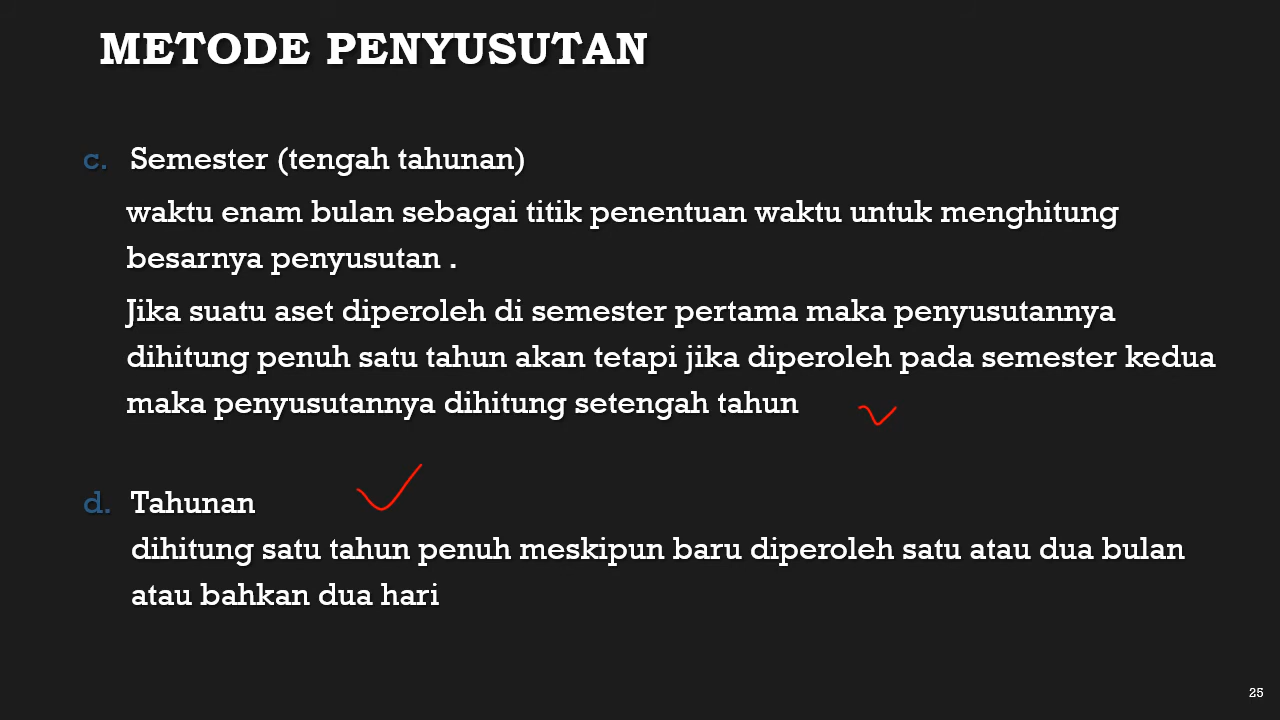 METODE PENYUSUTAN
c. Semester (tengah tahunan)
waktu enam bulan sebagai titik penentuan waktu untuk menghitung
besarnya penyusutan .
Jika suatu aset diperoleh di semester pertama maka penyusutannya
dihitung penuh satu tahun akan tetapi jika diperoleh pada semester kedua
maka penyusutannya dihitung setengah tahun
d. Tahunan
dihitung satu tahun penuh meskipun baru diperoleh satu atau dua bulan
atau bahkan dua hari
25